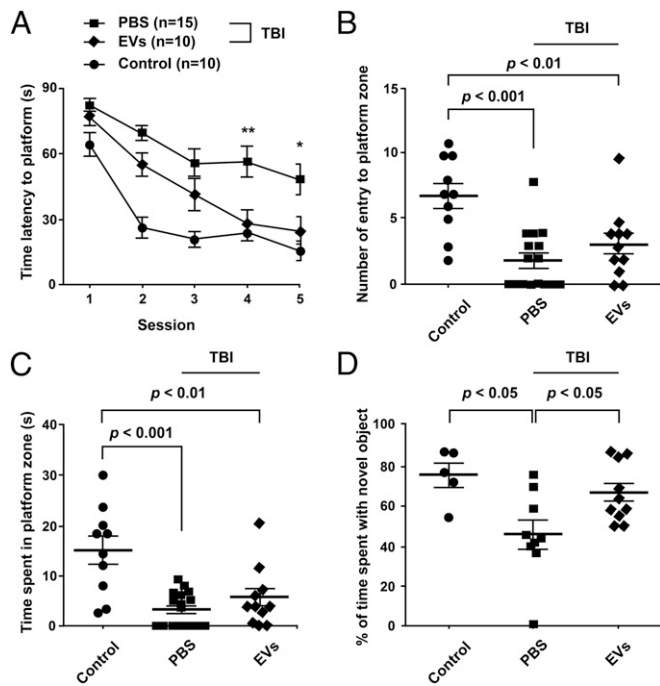 A
PBS (n=15)
EVs (n=10)
TBI
Control (n=10)
Time latency to platform (s)
90
60
30
0
**
*
1 2 3 4 5
Session
B
TBI
p < 0.01
p < 0.001
Number of entry to platform zone
15
10
5
0
Control PBS EVs
C
TBI
p < 0.01
p < 0.001
Time spent in platform zone (s)
40
30
20
10
0
Control PBS EVs
D
TBI
p < 0.05 p < 0.05
% of time spent with novel object
100
80
60
40
20
0
Control PBS EVs